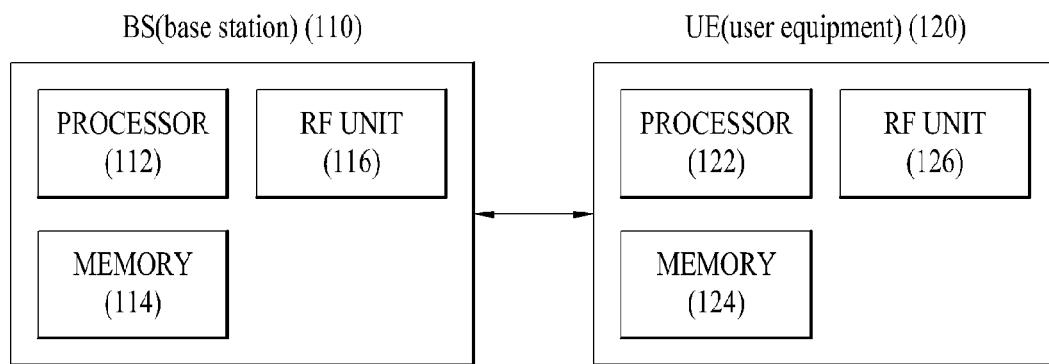 BS(base station) (110)
UE(user equipment) (120)
PROCESSOR
(112)
RF UNIT
(116)
MEMORY
(114)
PROCESSOR
(122)
RF UNIT
(126)
MEMORY
(124)